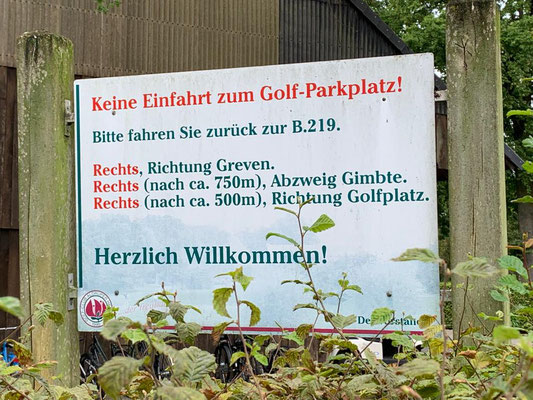 Keine Einfahrt zum Golf-Parkplatz!
Bitte fahren Sie zurück zur B.219.
Rechts, Richtung Greven.
Rechts (nach ca. 750m), Abzweig Gimbte.
Rechts (nach ca. 500m), Richtung Golfplatz.
Herzlich Willkommen!